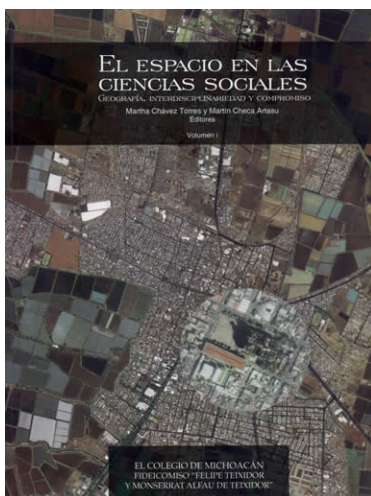 EL ESPACIO EN LAS
CIENCIAS SOCIALES
GEOGRAFÍA, INTERDISCIPLINARIEDAD Y COMPROMISO
Martha Chávez Torres y Martín Checa Artasu
Editores
Volumen I
EL COLEGIO DE MICHOACÁN
FIDEICOMISO "FELIPE TEIXIDOR
Y MONSERRAT ALFAU DE TEIXIDOR"